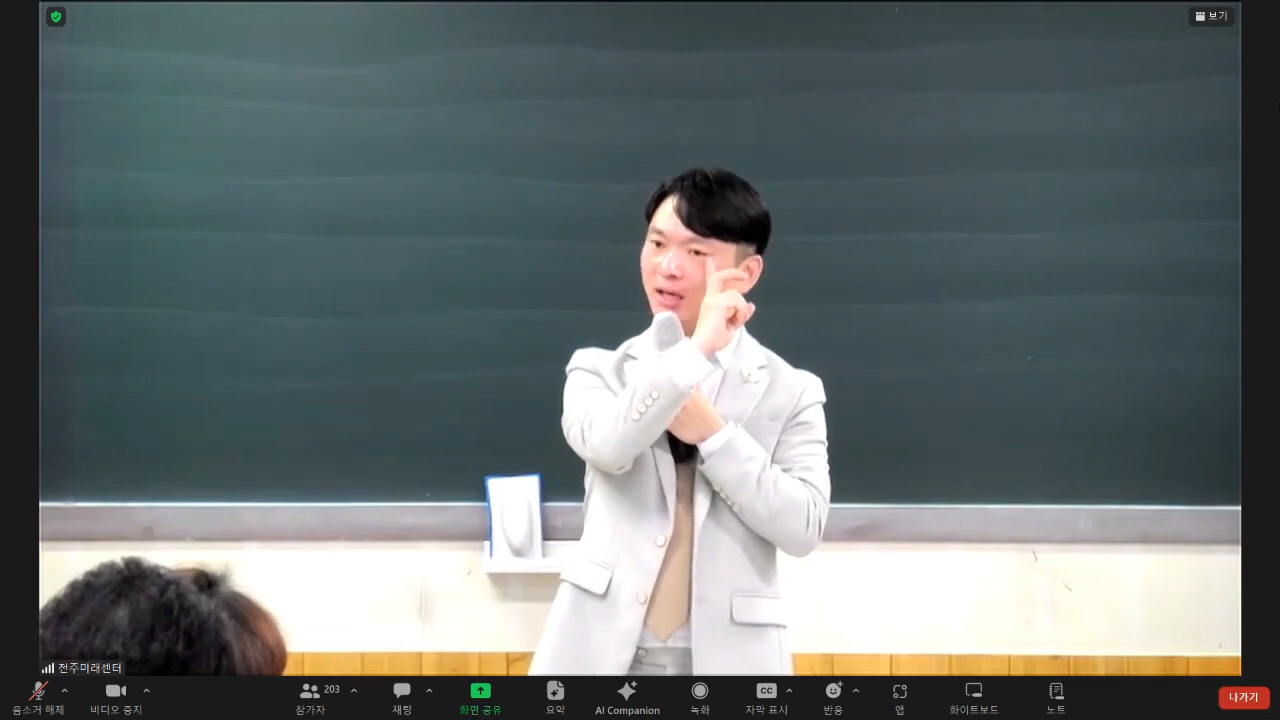 보기
전주미래센터
음소거 해제
비디오 중지
203
참가자
채팅
화면 공유
요약
AI Companion
녹화
CC
자막 표시
반응
앱
화이트보드
노트
나가기